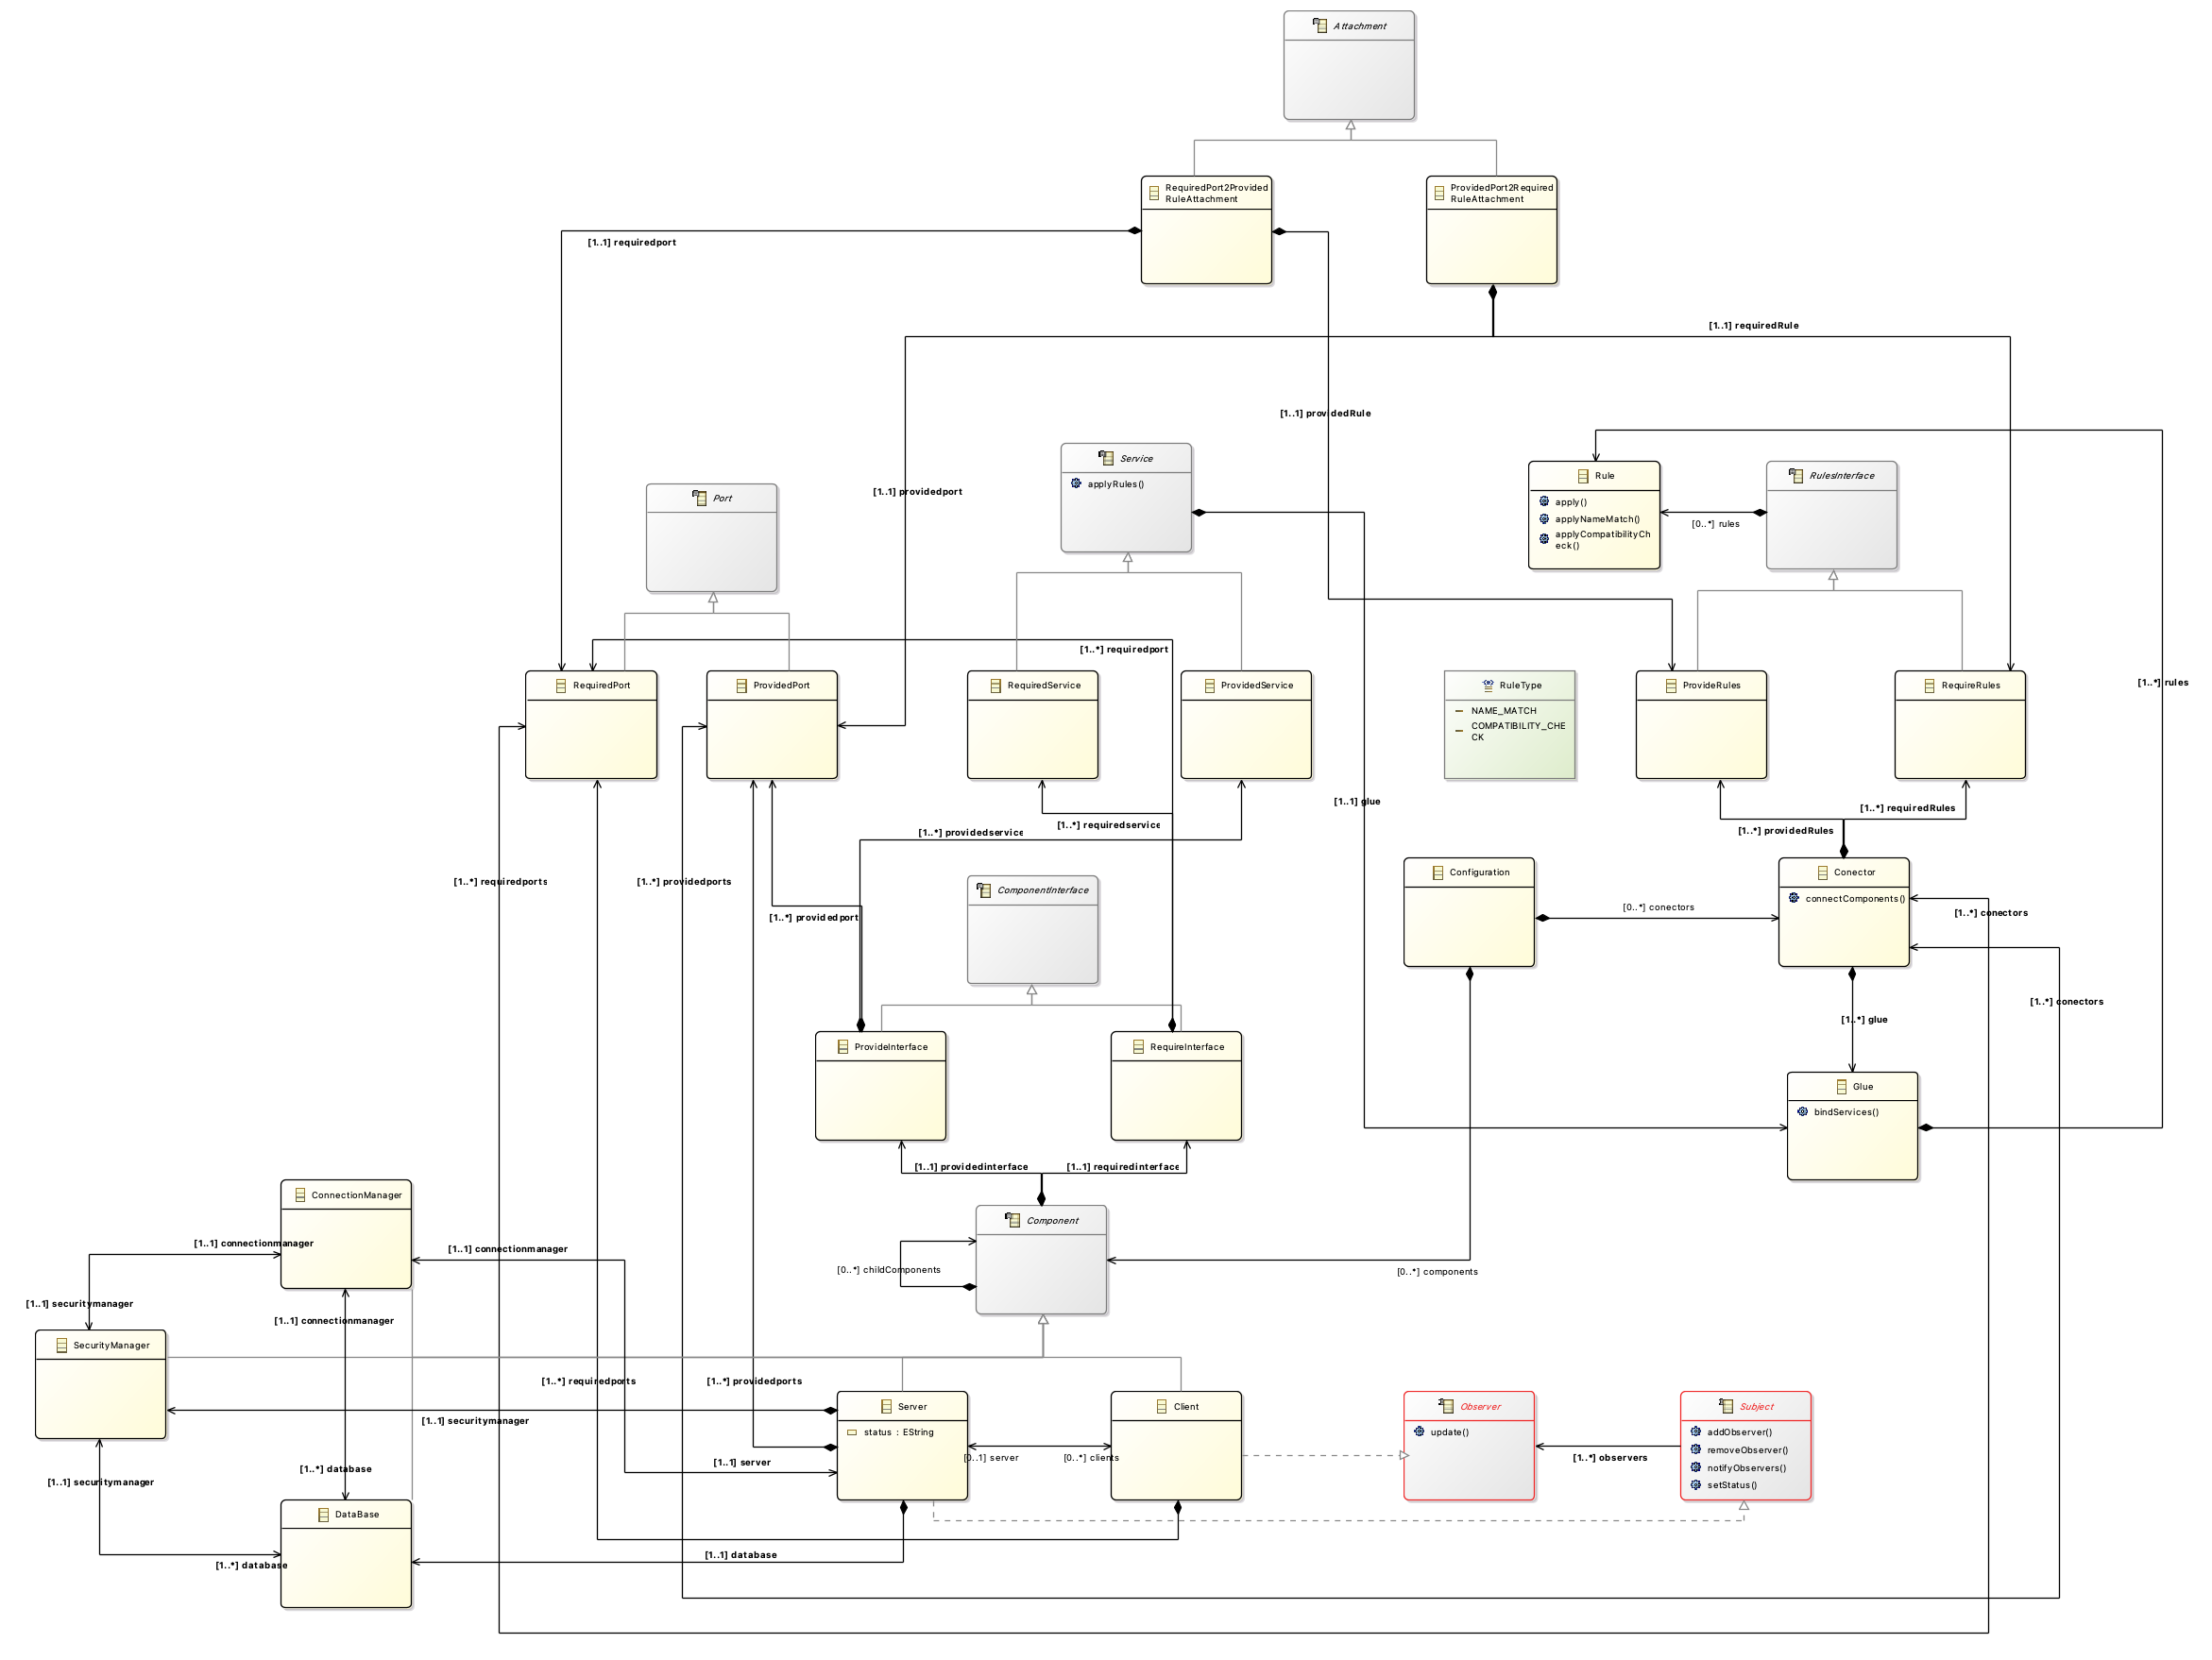 Attachment
RequiredPort2Provided
RuleAttachment
ProvidedPort2Required
RuleAttachment
[1..1] requiredport
[1..1] requiredRule
[1..1] providedRule
Service
applyRules()
Rule
apply()
applyNameMatch()
applyCompatibilityCh
eck()
RulesInterface
[0..*] rules
Port
[1..1] providedport
[1..*] requiredport
RequiredPort
ProvidedPort
RequiredService
ProvidedService
RuleType
NAME_MATCH
COMPATIBILITY_CHE
CK
ProvideRules
RequireRules
[1..*] rules
[1..1] glue
[1..*] requiredRules
[1..*] requiredservice
[1..*] providedservice
[1..*] providedRules
[1..*] requiredports
[1..*] providedports
ComponentInterface
Configuration
Conector
connectComponents()
[0..*] conectors
[1..*] conectors
[1..*] providedport
[1..*] conectors
[1..*] glue
ProvideInterface
RequireInterface
Glue
bindServices()
[1..1] providedinterface
[1..1] requiredinterface
ConnectionManager
Component
[1..1] connectionmanager
[1..1] connectionmanager
[0..*] childComponents
[0..*] components
[1..1] securitymanager
[1..1] connectionmanager
SecurityManager
[1..*] requiredports
[1..*] providedports
Server
status : EString
Client
Observer
update()
Subject
addObserver()
removeObserver()
notifyObservers()
setStatus()
[1..1] securitymanager
[0..1] server
[0..*] clients
[1..*] observers
[1..1] server
[1..*] database
[1..1] securitymanager
DataBase
[1..1] database
[1..*] database